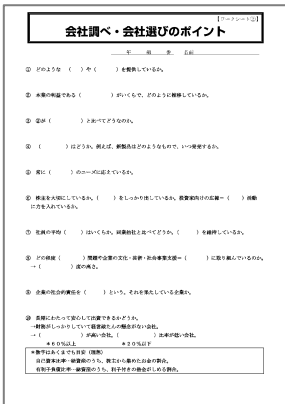 【ワークシート②】
会社調べ・会社選びのポイント
年 組 番 名前
① どのような（ ）や（ ）を提供しているか。
② 本業の利益である（ ）がいくらで、どのように推移しているか。
③ ②が（ ）と比べてどうなのか。
④ （ ）はどうか。例えば、新製品はどのようなもので、いつ発売するか。
⑤ 常に（ ）のニーズに応えているか。
⑥ 株主を大切にしているか。（ ）をしっかり出しているか。投資家向けの広報＝（ ）活動
に力を入れているか。
⑦ 社員の平均（ ）はいくらか。同業他社と比べてどうか。（ ）を維持しているか。
⑧ どの程度（ ）問題や企業の文化・芸術・社会事業支援＝（ ）に取り組んでいるのか。
→（ ）度の高さ。
⑨ 企業の社会的責任を（ ）という。それを果たしている企業か。
⑩ 長期にわたって安心して出資できるかどうか。
→財務がしっかりしていて経営破たんの懸念がない会社。
→（ ）が高い会社。（ ）比率が低い会社。
＊６０％以上 ＊２０％以下
＊数字はあくまでも目安（理想）
自己資本比率・総資産のうち、株主から集めたお金の割合。
有利子負債比率・総資産のうち、利子付きの借金がしめる割合。